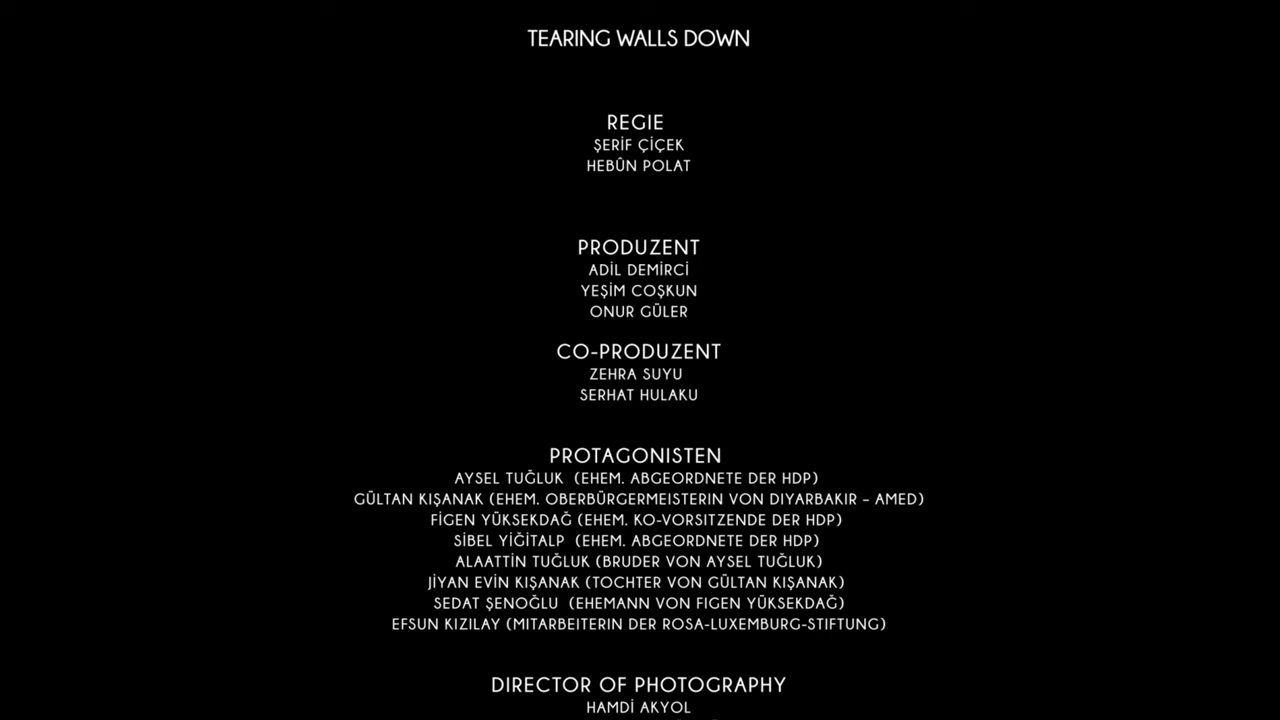 TEARING WALLS DOWN
REGIE
ŞERİF ÇİÇEK
HEBÛN POLAT
PRODUZENT
ADİL DEMİRCİ
YEŞİM COŞKUN
ONUR GÜLER
CO-PRODUZENT
ZEHRA SUYU
SERHAT HULAKU
PROTAGONISTEN
AYSEL TUĞLUK (EHEM. ABGEORDNETE DER HDP)
GÜLTAN KIŞANAK (EHEM. OBERBÜRGERMEISTERIN VON DIYARBAKIR – AMED)
FİGEN YÜKSEKDAĞ (EHEM. KO-VORSITZENDE DER HDP)
SİBEL YİĞİTALP (EHEM. ABGEORDNETE DER HDP)
ALAATTİN TUĞLUK (BRUDER VON AYSEL TUĞLUK)
JİYAN EVİN KIŞANAK (TOCHTER VON GÜLTAN KIŞANAK)
SEDAT ŞENOĞLU (EHEMANN VON FIGEN YÜKSEKDAĞ)
EFSUN KIZILAY (MITARBEITERIN DER ROSA-LUXEMBURG-STIFTUNG)
DIRECTOR OF PHOTOGRAPHY
HAMDİ AKYOL